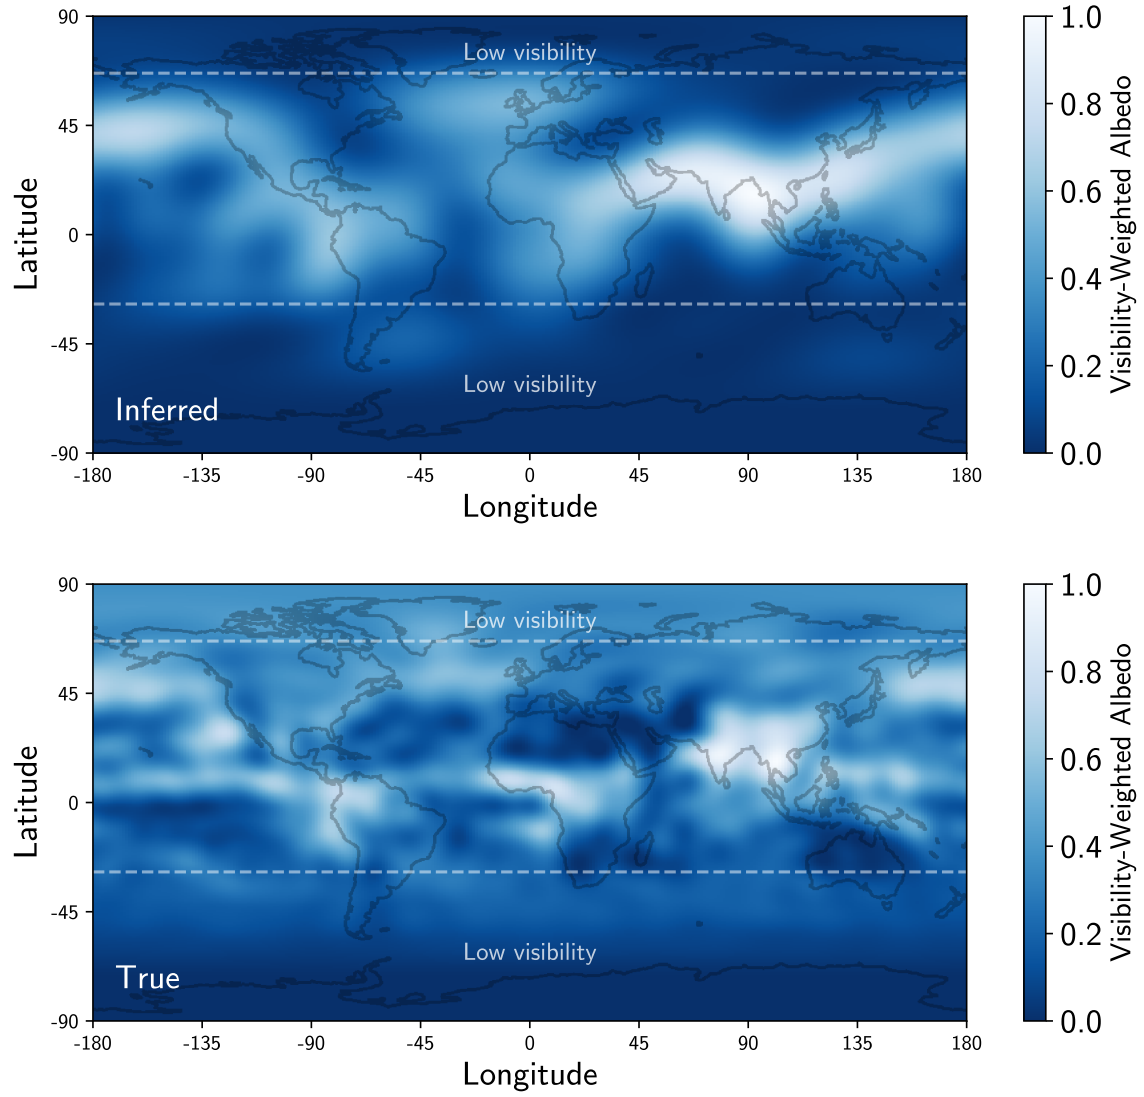 90
45
0
-45
-90
Latitude
Low visibility
Low visibility
Inferred
-180 -135 -90 -45 0 45 90 135 180
Longitude
1.0
0.8
0.6
0.4
0.2
0.0
Visibility-Weighted Albedo
90
45
0
-45
-90
Latitude
Low visibility
Low visibility
True
-180 -135 -90 -45 0 45 90 135 180
Longitude
1.0
0.8
0.6
0.4
0.2
0.0
Visibility-Weighted Albedo